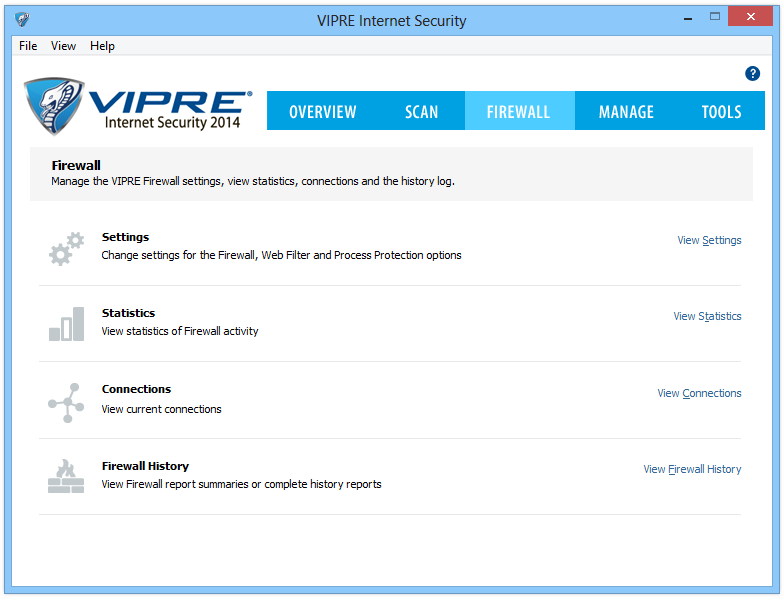 VIPRE Internet Security
File View Help
?
VIPRE®
Internet Security 2014
OVERVIEW SCAN FIREWALL MANAGE TOOLS
Firewall
Manage the VIPRE Firewall settings, view statistics, connections and the history log.
Settings
View Settings
Change settings for the Firewall, Web Filter and Process Protection options
Statistics
View Statistics
View statistics of Firewall activity
Connections
View Connections
View current connections
Firewall History
View Firewall History
View Firewall report summaries or complete history reports